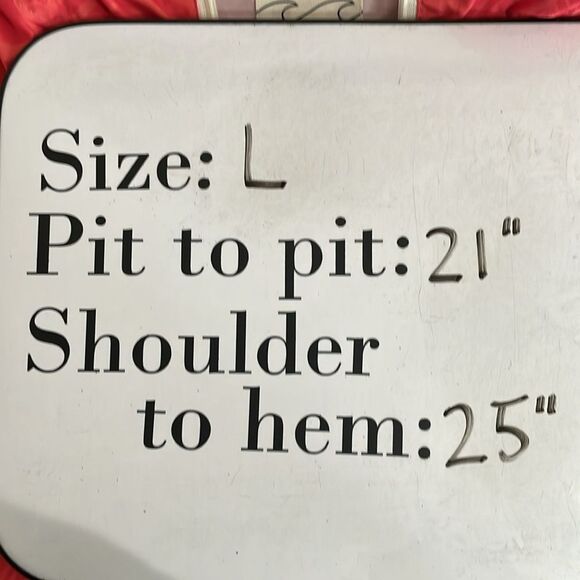 Size: L
Pit to pit: 21"
Shoulder
to hem: 25"